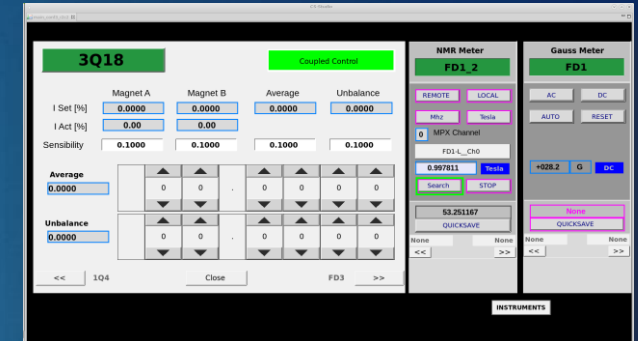 3Q18
Coupled Control
Magnet A Magnet B Average Unbalance
I Set [%] 0.0000 0.0000 0.0000 0.0000
I Act [%] 0.00 0.00
Sensibility 0.1000 0.1000 0.1000 0.1000
Average
0.0000
0 0 . 0 0 0 0
Unbalance
0.0000
0 0 . 0 0 0 0
<< 1Q4 Close FD3 >>
NMR Meter
FD1_2
REMOTE LOCAL
Mhz Tesla
0 MPX Channel
FD1-L__Ch0
0.997811 Tesla
Search STOP
53.251167
QUICKSAVE
None None
<< >>
Gauss Meter
FD1
AC DC
AUTO RESET
+028.2 G DC
None
QUICKSAVE
None None
<< >>
INSTRUMENTS